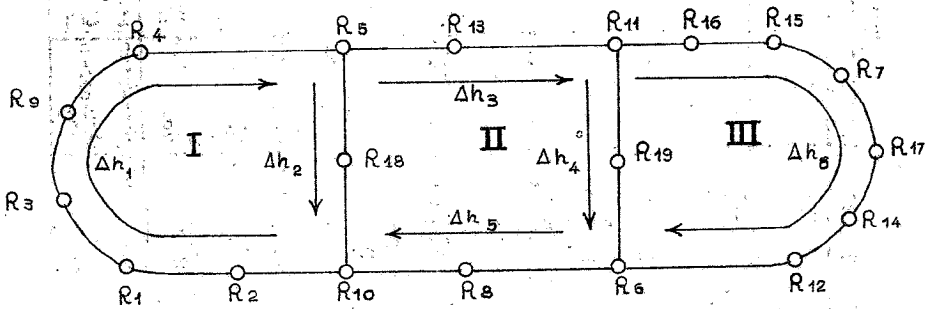 R4 R5 R13 R11 R16 R15
R7
Δh3
R9
I II III
Δh1 Δh2 R18 Δh4 R19 Δh6 R17
R3
Δh5 R14
R1 R2 R10 R8 R6 R12